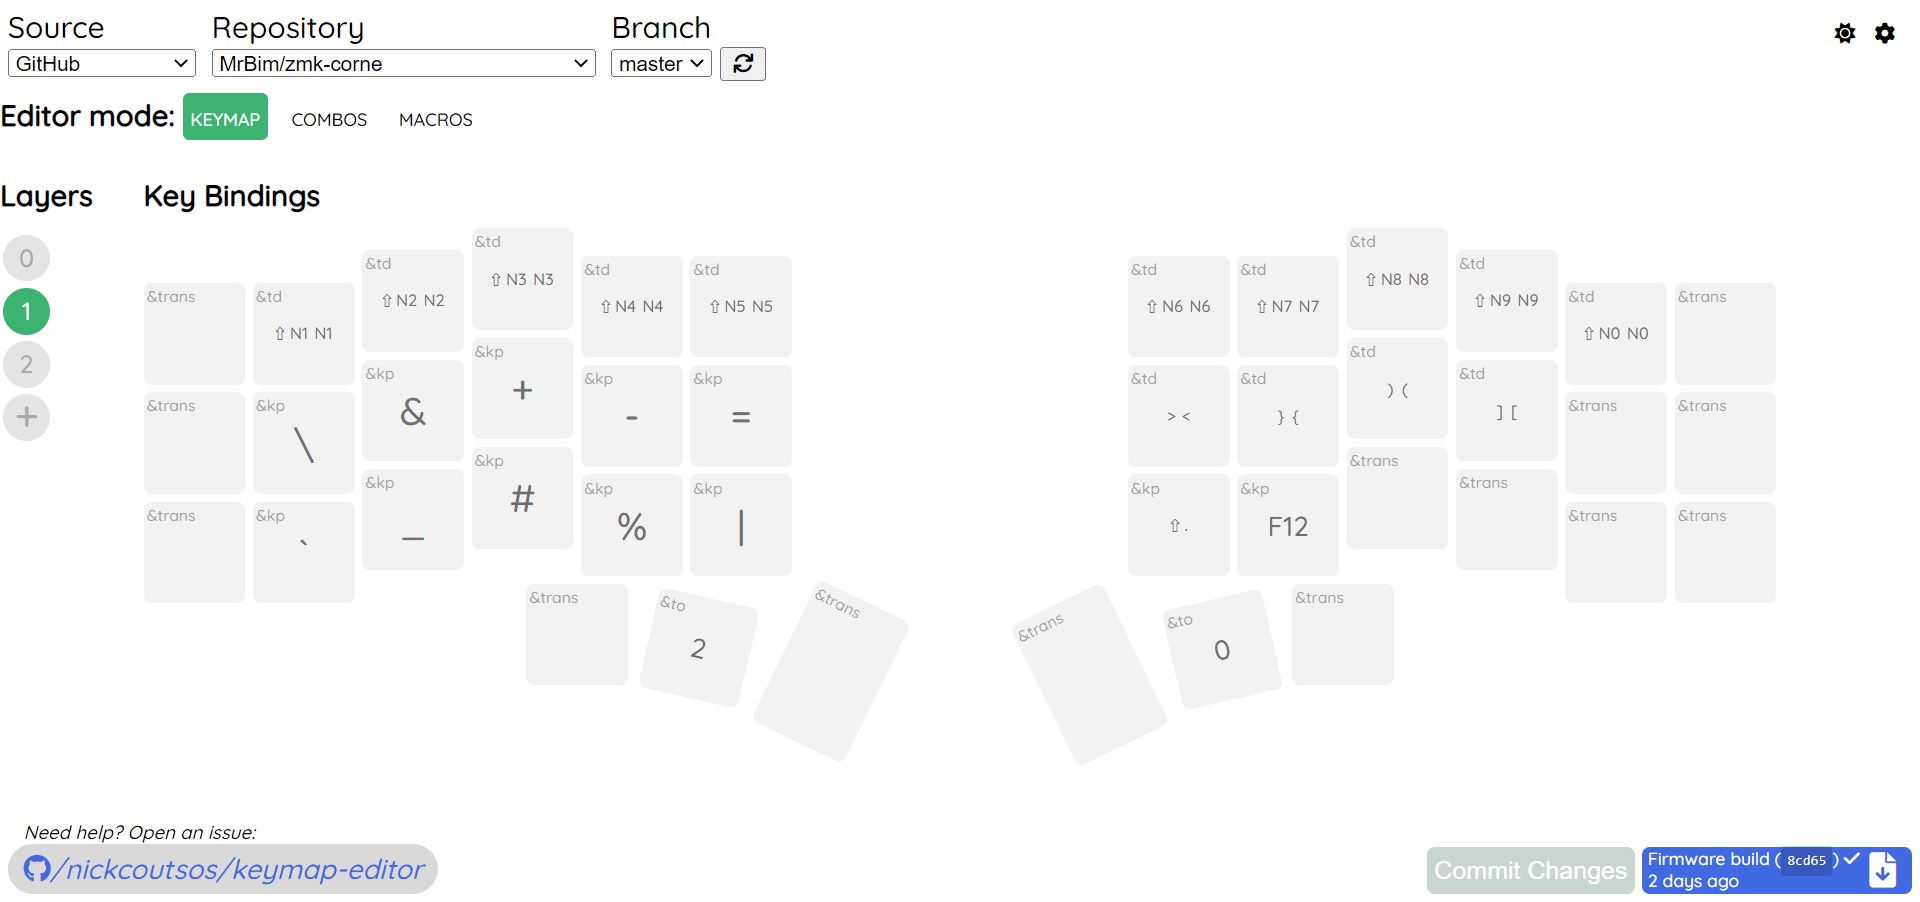 Source Repository Branch
GitHub MrBim/zmk-corne master
Editor mode: KEYMAP COMBOS MACROS
Layers Key Bindings
0
1
2
+
&trans
&td
⇧N1 N1
&td
⇧N2 N2
&td
⇧N3 N3
&td
⇧N4 N4
&td
⇧N5 N5
&td
⇧N6 N6
&td
⇧N7 N7
&td
⇧N8 N8
&td
⇧N9 N9
&td
⇧N0 N0
&trans
&trans
&kp
\
&kp
&
&kp
+
&kp
-
&kp
=
&td
> <
&td
} {
&td
) (
&td
] [
&trans
&trans
&trans
&kp
`
&kp
_
&kp
#
&kp
%
&kp
|
&kp
⇧.
&kp
F12
&trans
&trans
&trans
&trans
&trans
&to
2
&trans
&trans
&to
0
&trans
Need help? Open an issue:
/nickcoutsos/keymap-editor
Commit Changes
Firmware build (8cd65)
2 days ago